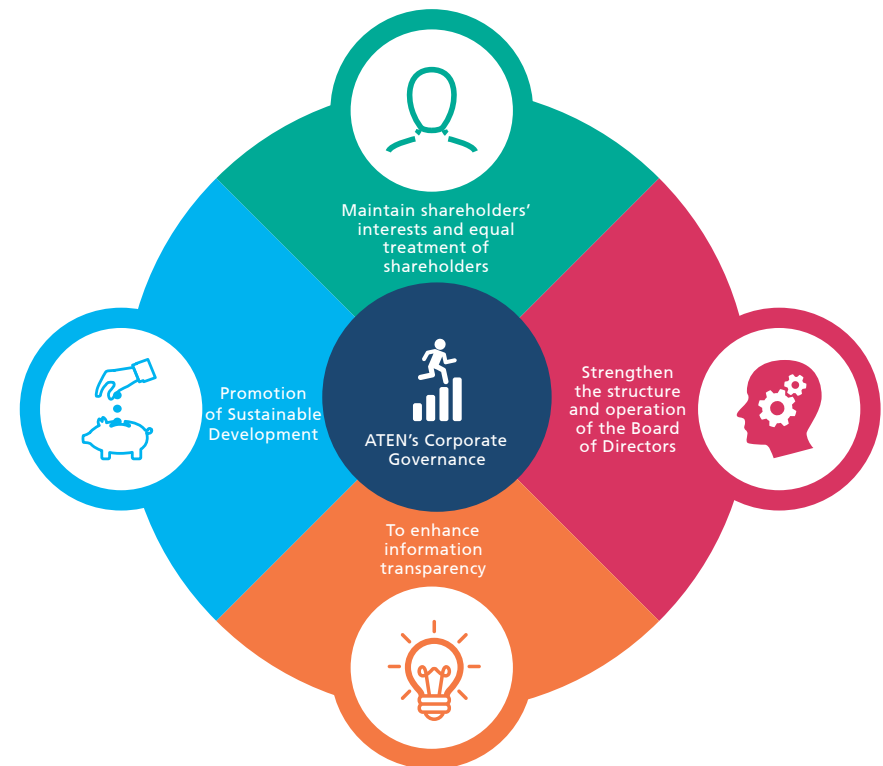 Maintain shareholders’
interests and equal
treatment of
shareholders
Promotion
of Sustainable
Development
ATEN’s Corporate
Governance
Strengthen
the structure
and operation
of the Board
of Directors
To enhance
information
transparency